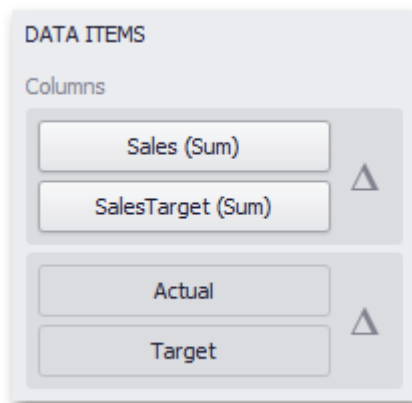 DATA ITEMS
Columns
Sales (Sum)
SalesTarget (Sum)
Δ
Actual
Target
Δ